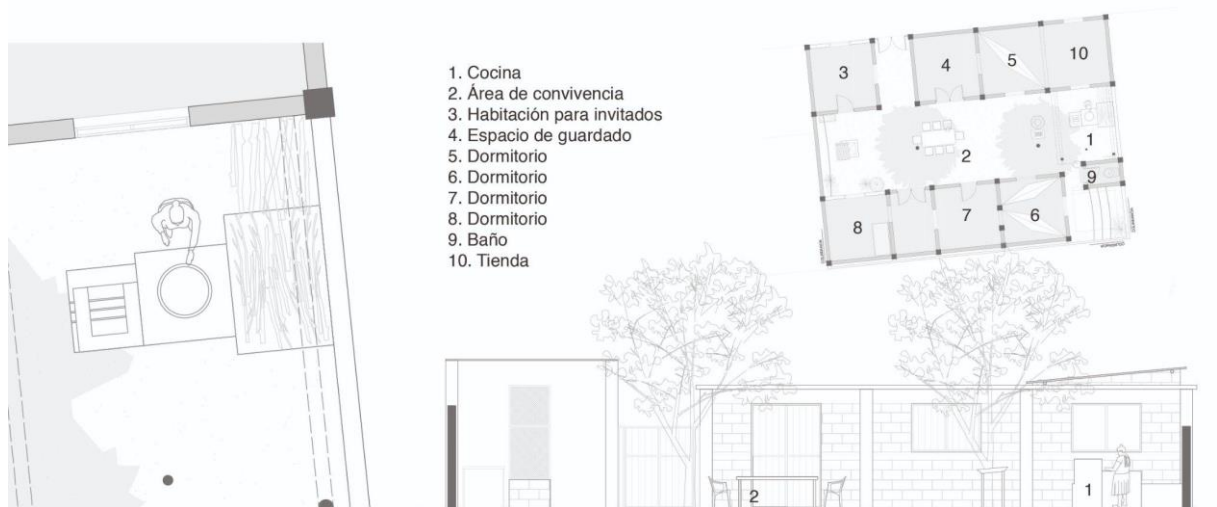 1. Cocina
2. Área de convivencia
3. Habitación para invitados
4. Espacio de guardado
5. Dormitorio
6. Dormitorio
7. Dormitorio
8. Dormitorio
9. Baño
10. Tienda
3
4
5
10
1
2
9
8
7
6
2
1